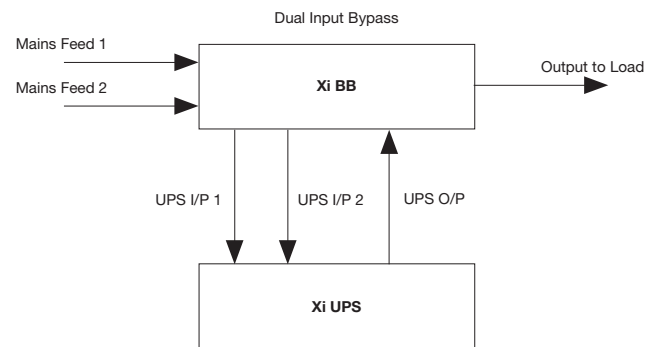 Dual Input Bypass
Mains Feed 1
Mains Feed 2
Xi BB
Output to Load
UPS I/P 1
UPS I/P 2
UPS O/P
Xi UPS